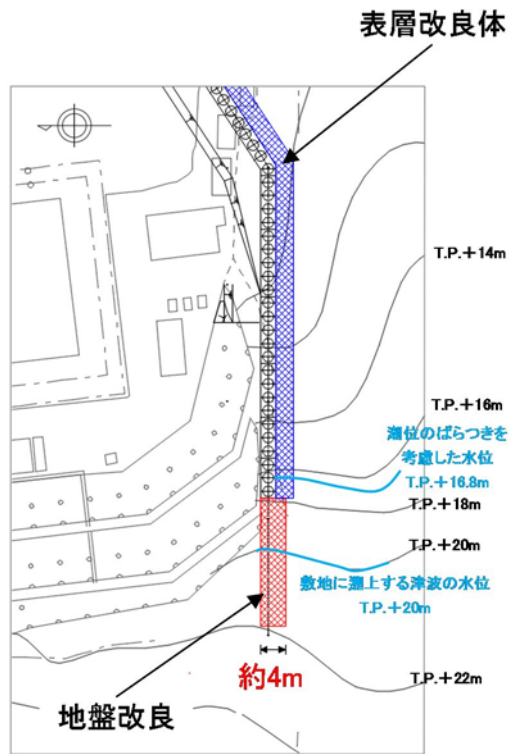 表層改良体
T.P.+14m
T.P.+16m
潮位のばらつきを
考慮した水位
T.P.+16.8m
T.P.+18m
T.P.+20m
敷地に遡上する津波の水位
T.P.+20m
約4m
T.P.+22m
地盤改良